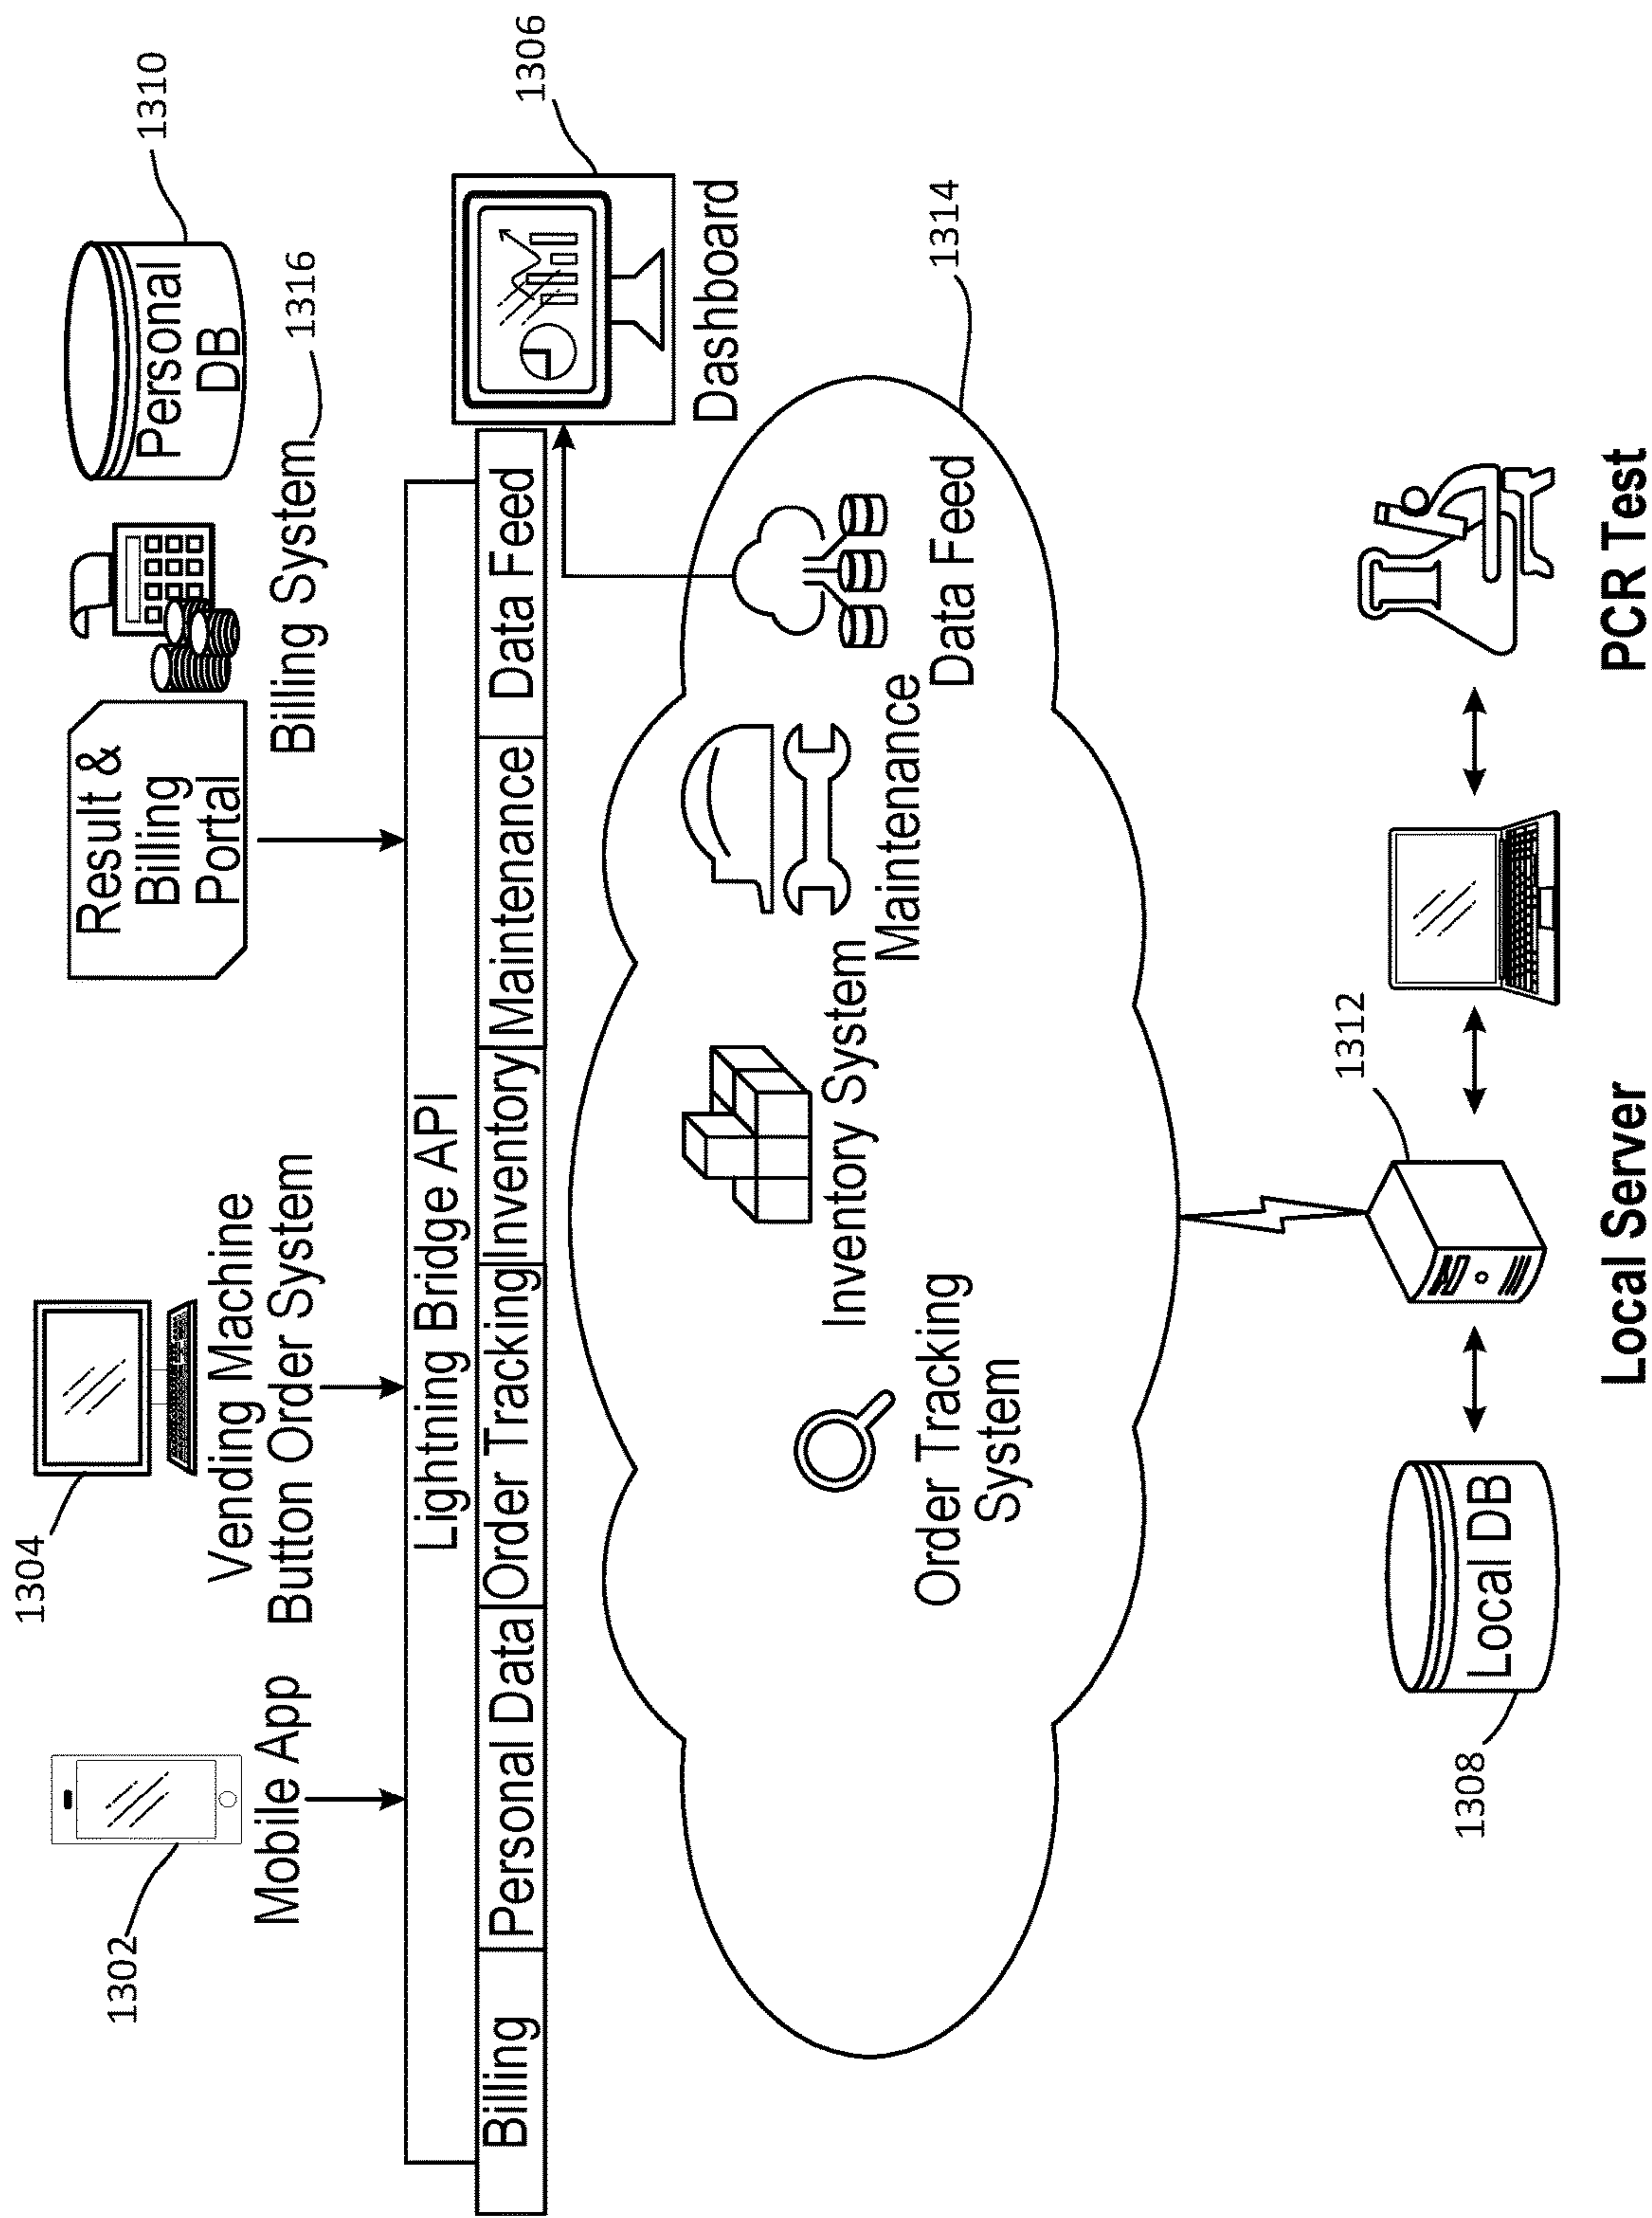 1302
Mobile App
1304
Vending Machine
Button Order System
Result &
Billing
Portal
Billing System
1316
Personal
DB
1310
Lightning Bridge API
Billing
Personal Data
Order Tracking
Inventory
Maintenance
Data Feed
1306
Dashboard
Order Tracking
System
Inventory System
Maintenance
Data Feed
1314
1308
Local DB
1312
Local Server
PCR Test